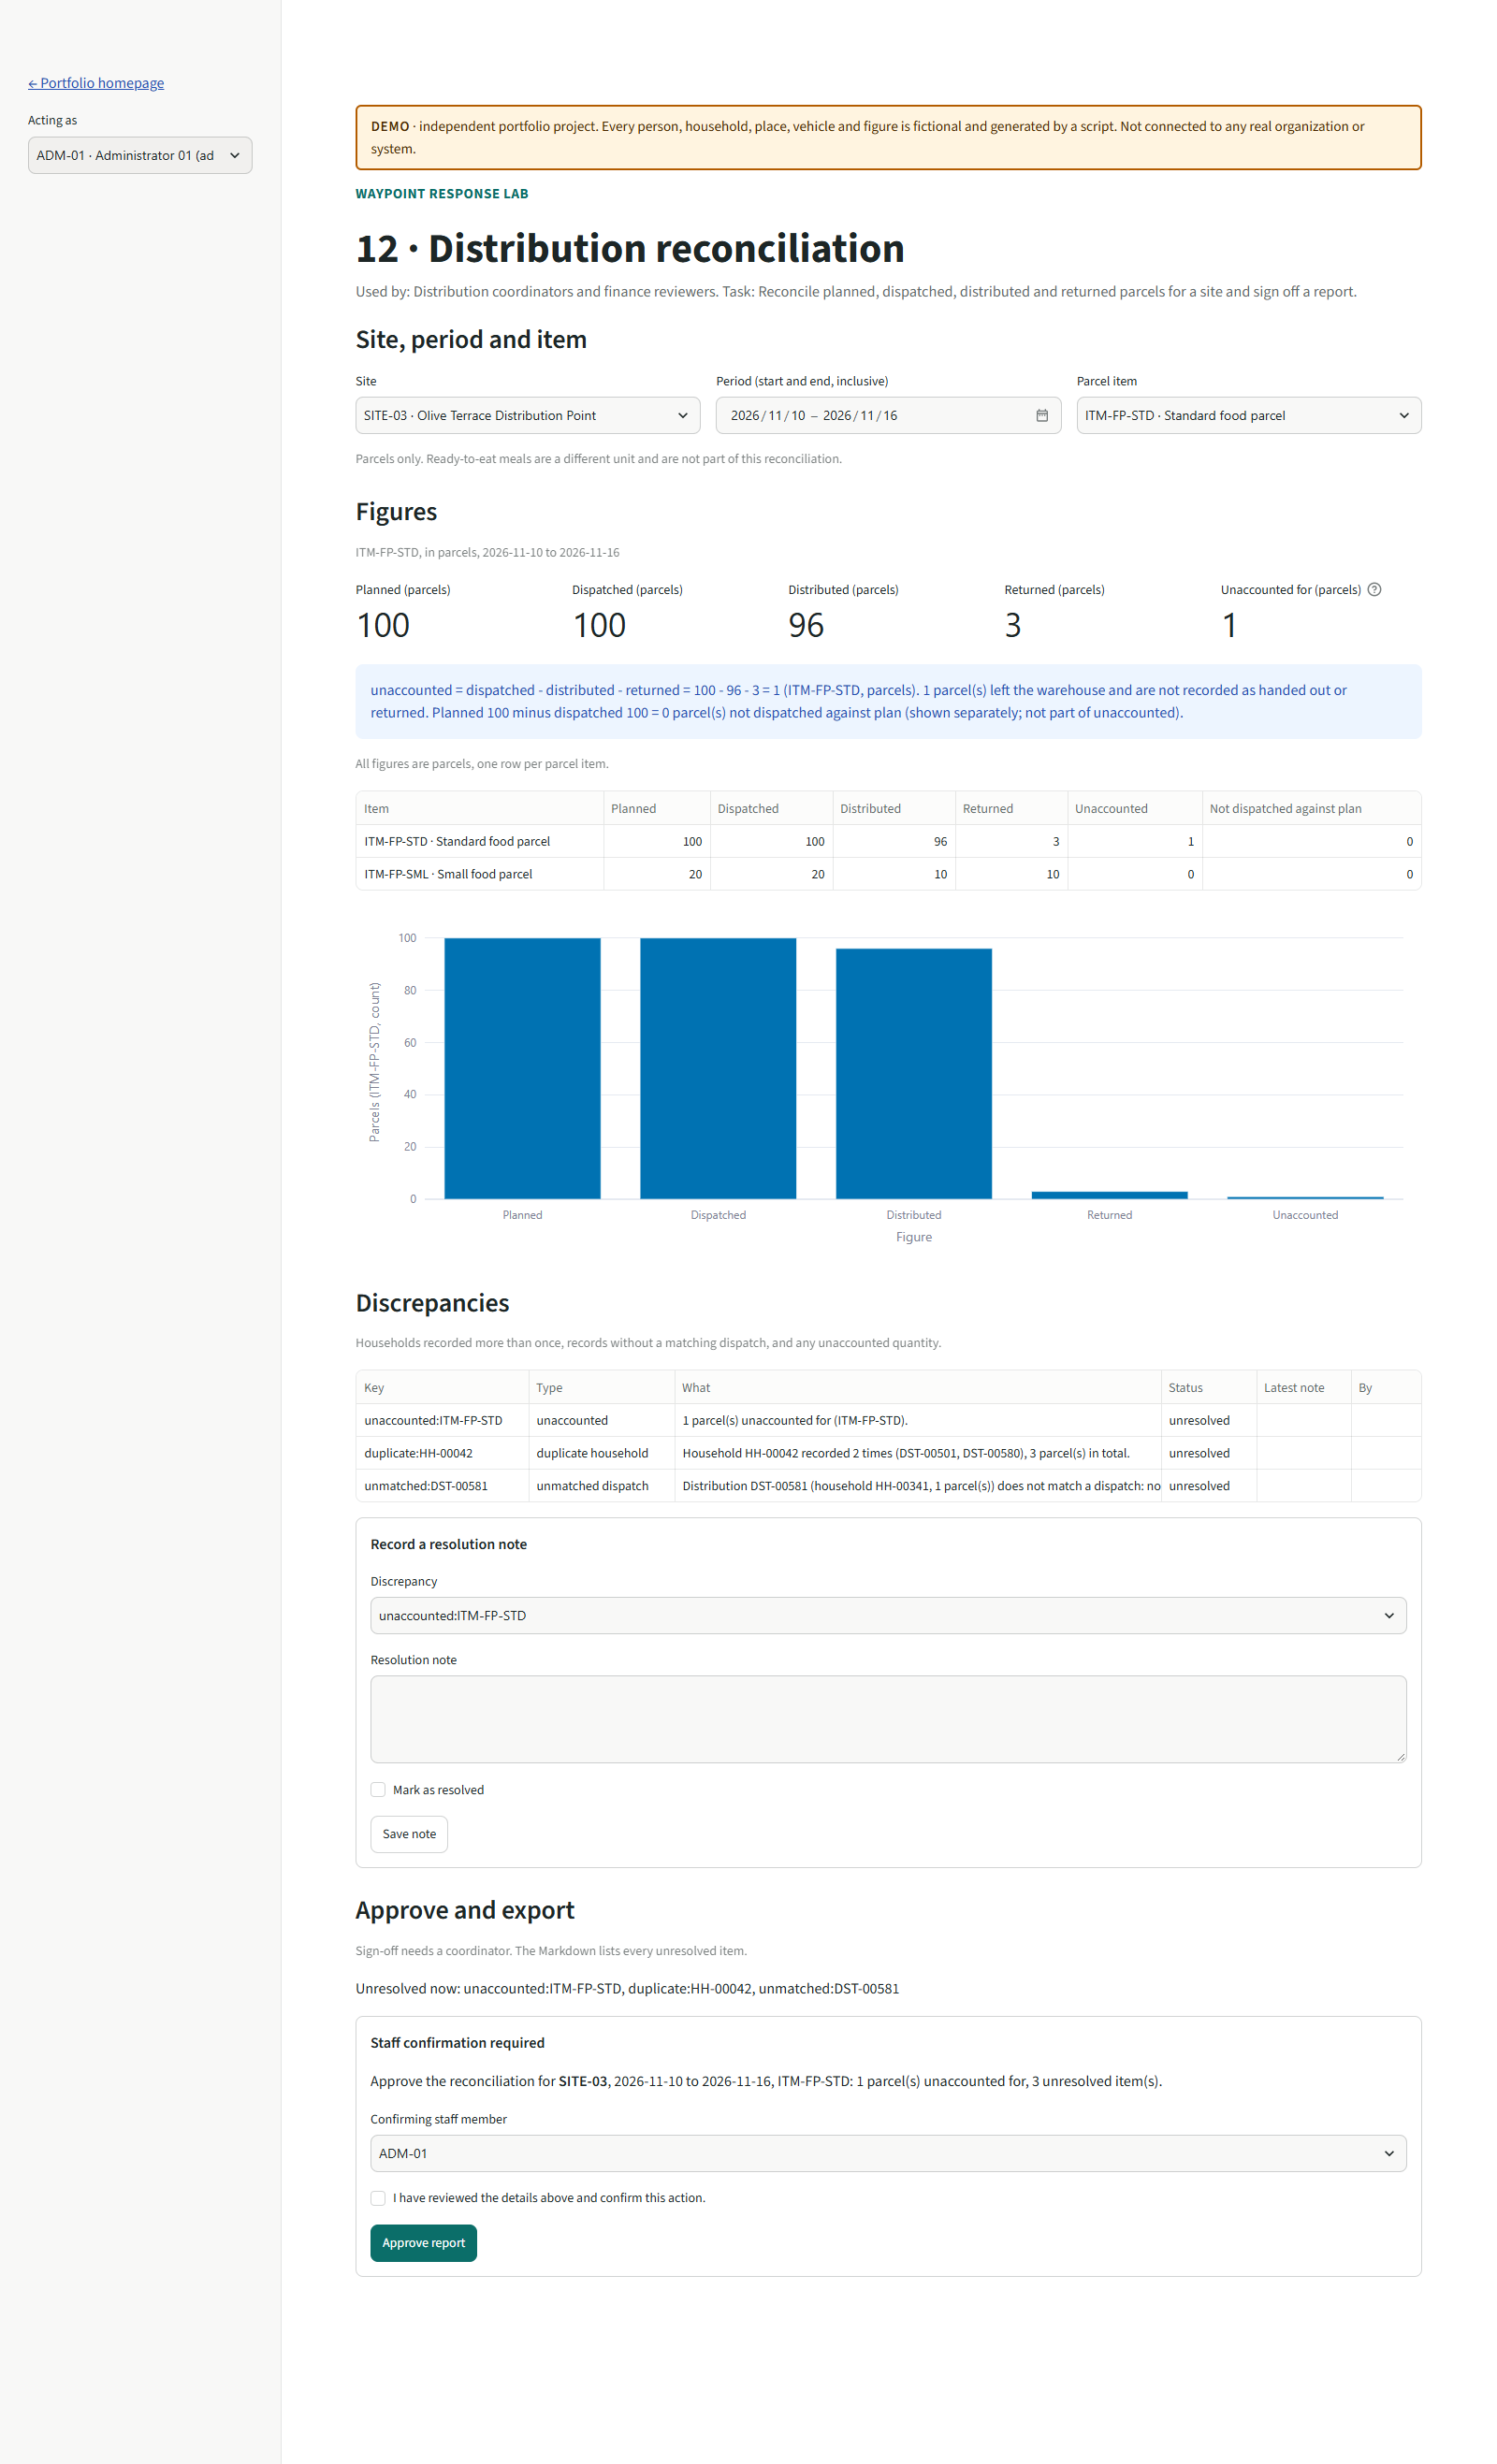 ← Portfolio homepage
Acting as
ADM-01 · Administrator 01 (ad
DEMO · independent portfolio project. Every person, household, place, vehicle and figure is fictional and generated by a script. Not connected to any real organization or
system.
WAYPOINT RESPONSE LAB
12 · Distribution reconciliation
Used by: Distribution coordinators and finance reviewers. Task: Reconcile planned, dispatched, distributed and returned parcels for a site and sign off a report.
Site, period and item
Site
Period (start and end, inclusive)
Parcel item
SITE-03 · Olive Terrace Distribution Point
2026/11/10 – 2026/11/16
ITM-FP-STD · Standard food parcel
Parcels only. Ready-to-eat meals are a different unit and are not part of this reconciliation.
Figures
ITM-FP-STD, in parcels, 2026-11-10 to 2026-11-16
Planned (parcels) Dispatched (parcels) Distributed (parcels) Returned (parcels) Unaccounted for (parcels)
100 100 96 3 1
unaccounted = dispatched - distributed - returned = 100 - 96 - 3 = 1 (ITM-FP-STD, parcels). 1 parcel(s) left the warehouse and are not recorded as handed out or
returned. Planned 100 minus dispatched 100 = 0 parcel(s) not dispatched against plan (shown separately; not part of unaccounted).
All figures are parcels, one row per parcel item.
Item Planned Dispatched Distributed Returned Unaccounted Not dispatched against plan
ITM-FP-STD · Standard food parcel 100 100 96 3 1 0
ITM-FP-SML · Small food parcel 20 20 10 10 0 0
Parcels (ITM-FP-STD, count)
100
80
60
40
20
0
Planned Dispatched Distributed Returned Unaccounted
Figure
Discrepancies
Households recorded more than once, records without a matching dispatch, and any unaccounted quantity.
Key Type What Status Latest note By
unaccounted:ITM-FP-STD unaccounted 1 parcel(s) unaccounted for (ITM-FP-STD). unresolved
duplicate:HH-00042 duplicate household Household HH-00042 recorded 2 times (DST-00501, DST-00580), 3 parcel(s) in total. unresolved
unmatched:DST-00581 unmatched dispatch Distribution DST-00581 (household HH-00341, 1 parcel(s)) does not match a dispatch: no unresolved
Record a resolution note
Discrepancy
unaccounted:ITM-FP-STD
Resolution note
Mark as resolved
Save note
Approve and export
Sign-off needs a coordinator. The Markdown lists every unresolved item.
Unresolved now: unaccounted:ITM-FP-STD, duplicate:HH-00042, unmatched:DST-00581
Staff confirmation required
Approve the reconciliation for SITE-03, 2026-11-10 to 2026-11-16, ITM-FP-STD: 1 parcel(s) unaccounted for, 3 unresolved item(s).
Confirming staff member
ADM-01
I have reviewed the details above and confirm this action.
Approve report